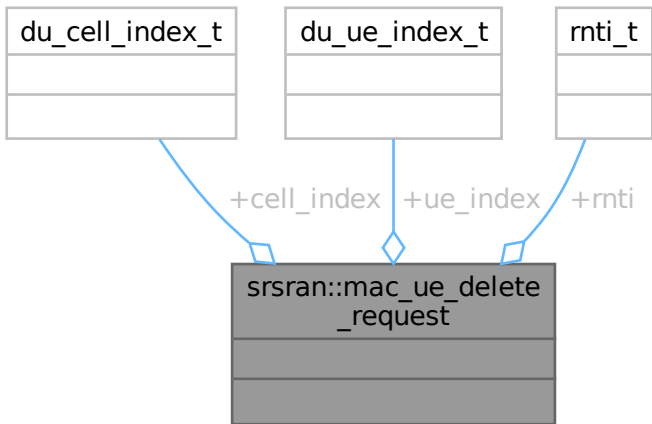 du_cell_index_t
du_ue_index_t
rnti_t
+cell_index
+ue_index
+rnti
srsran::mac_ue_delete
_request